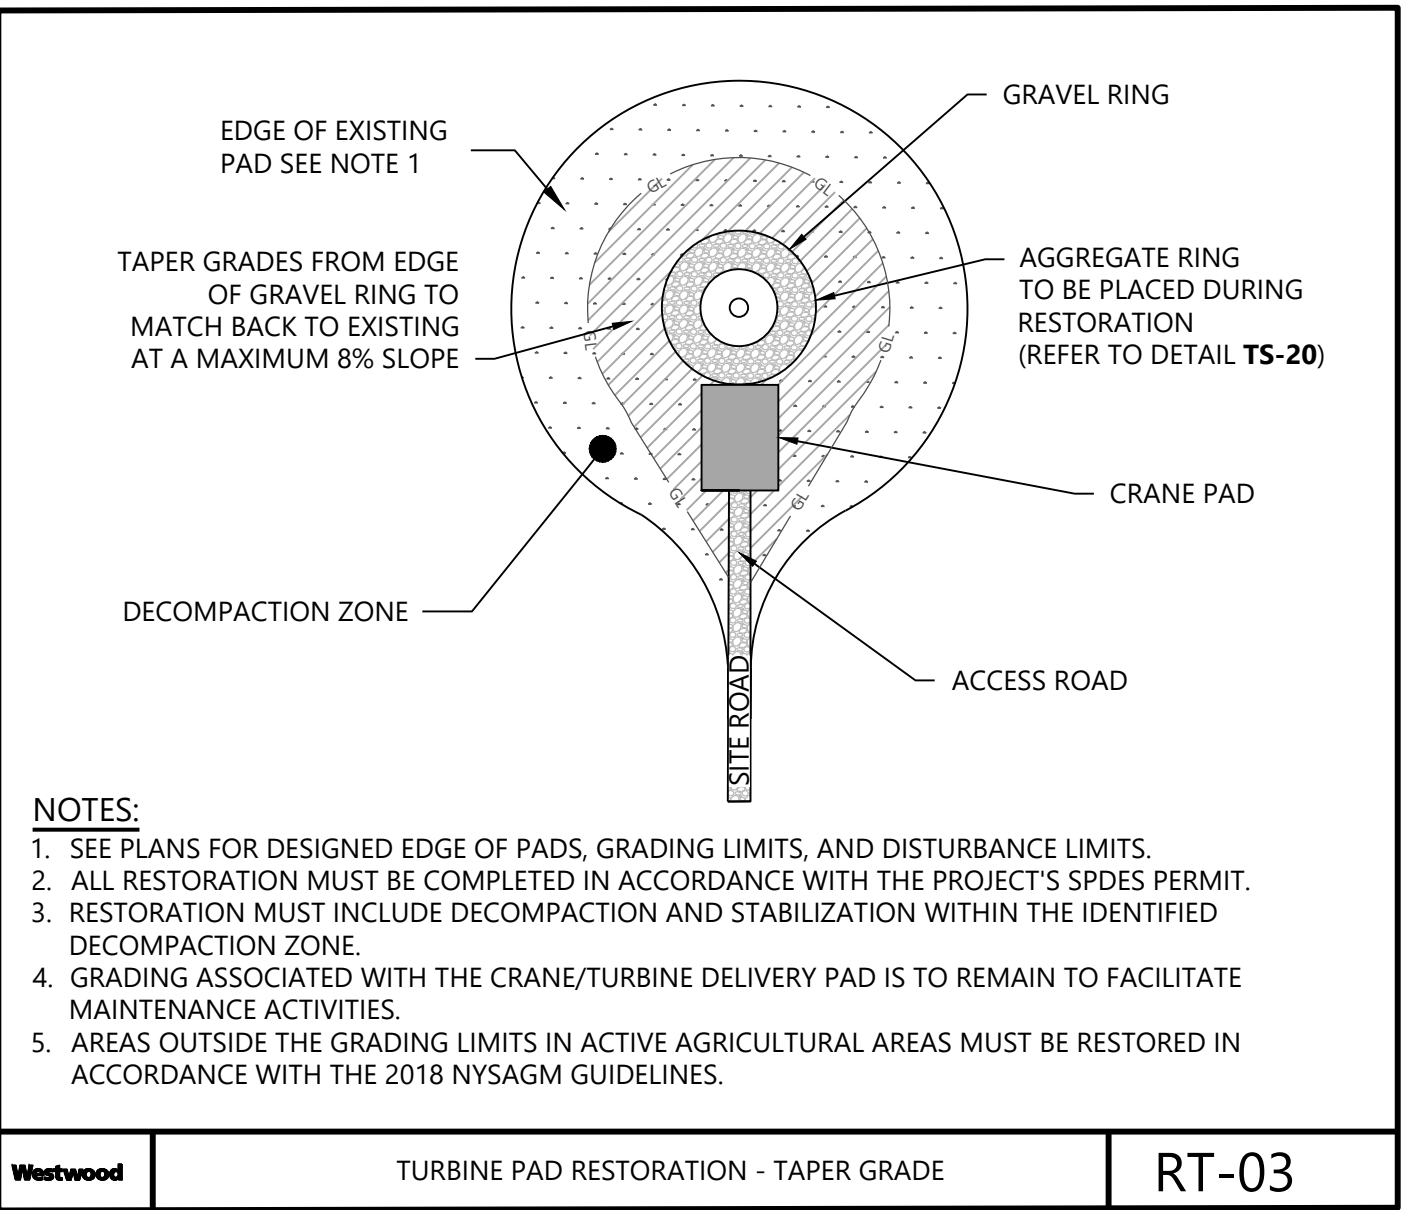 GRAVEL RING
EDGE OF EXISTING
PAD SEE NOTE 1
GL
GL
TAPER GRADES FROM EDGE
OF GRAVEL RING TO
MATCH BACK TO EXISTING
AT A MAXIMUM 8% SLOPE
AGGREGATE RING
TO BE PLACED DURING
RESTORATION
(REFER TO DETAIL TS-20)
GL
GL
GL
GL
CRANE PAD
DECOMPACTION ZONE
ACCESS ROAD
SITE ROAD
NOTES:
1. SEE PLANS FOR DESIGNED EDGE OF PADS, GRADING LIMITS, AND DISTURBANCE LIMITS.
2. ALL RESTORATION MUST BE COMPLETED IN ACCORDANCE WITH THE PROJECT'S SPDES PERMIT.
3. RESTORATION MUST INCLUDE DECOMPACTION AND STABILIZATION WITHIN THE IDENTIFIED
DECOMPACTION ZONE.
4. GRADING ASSOCIATED WITH THE CRANE/TURBINE DELIVERY PAD IS TO REMAIN TO FACILITATE
MAINTENANCE ACTIVITIES.
5. AREAS OUTSIDE THE GRADING LIMITS IN ACTIVE AGRICULTURAL AREAS MUST BE RESTORED IN
ACCORDANCE WITH THE 2018 NYSAGM GUIDELINES.
Westwood
TURBINE PAD RESTORATION - TAPER GRADE
RT-03